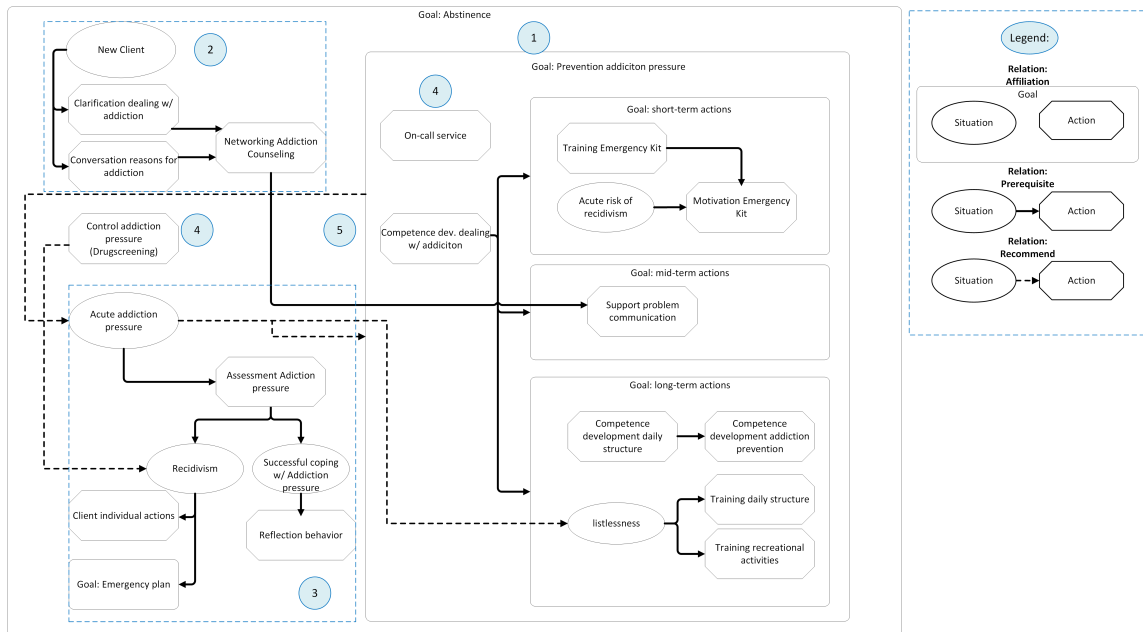 Goal: Abstinence
1
2
New Client
Clarification dealing w/
addiction
Conversation reasons for
addiction
Networking Addiction
Counseling
Control addiction
pressure
(Drugscreening)
4
5
Acute addiction
pressure
Assessment Adiction
pressure
Recidivism
Successful coping
w/ Addiction
pressure
Client individual actions
Reflection behavior
Goal: Emergency plan
3
Goal: Prevention addiciton pressure
4
On-call service
Competence dev. dealing
w/ addiciton
Goal: short-term actions
Training Emergency Kit
Acute risk of
recidivism
Motivation Emergency
Kit
Goal: mid-term actions
Support problem
communication
Goal: long-term actions
Competence
development daily
structure
Competence
development addiction
prevention
listlessness
Training daily structure
Training recreational
activities
Legend:
Relation:
Affiliation
Goal
Situation
Action
Relation:
Prerequisite
Situation
Action
Relation:
Recommend
Situation
Action